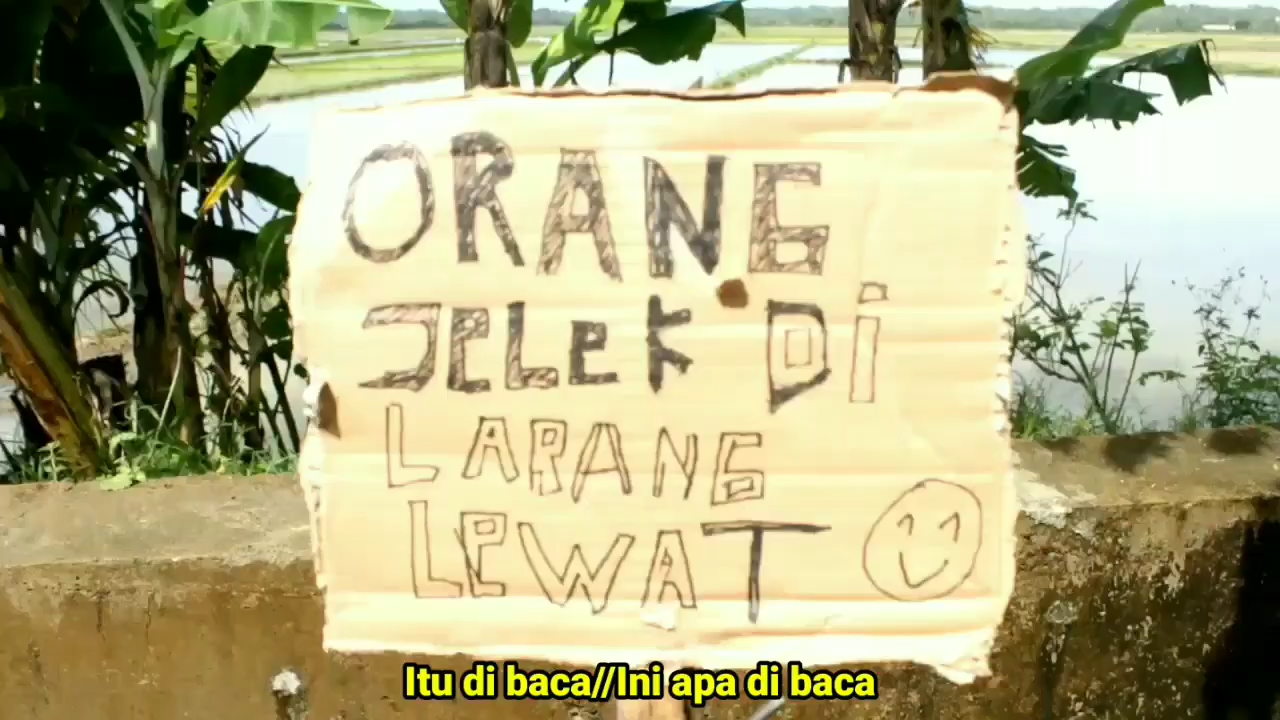 ORANG
JELEK DI
LARANG
LEWAT
Itu di baca//Ini apa di baca